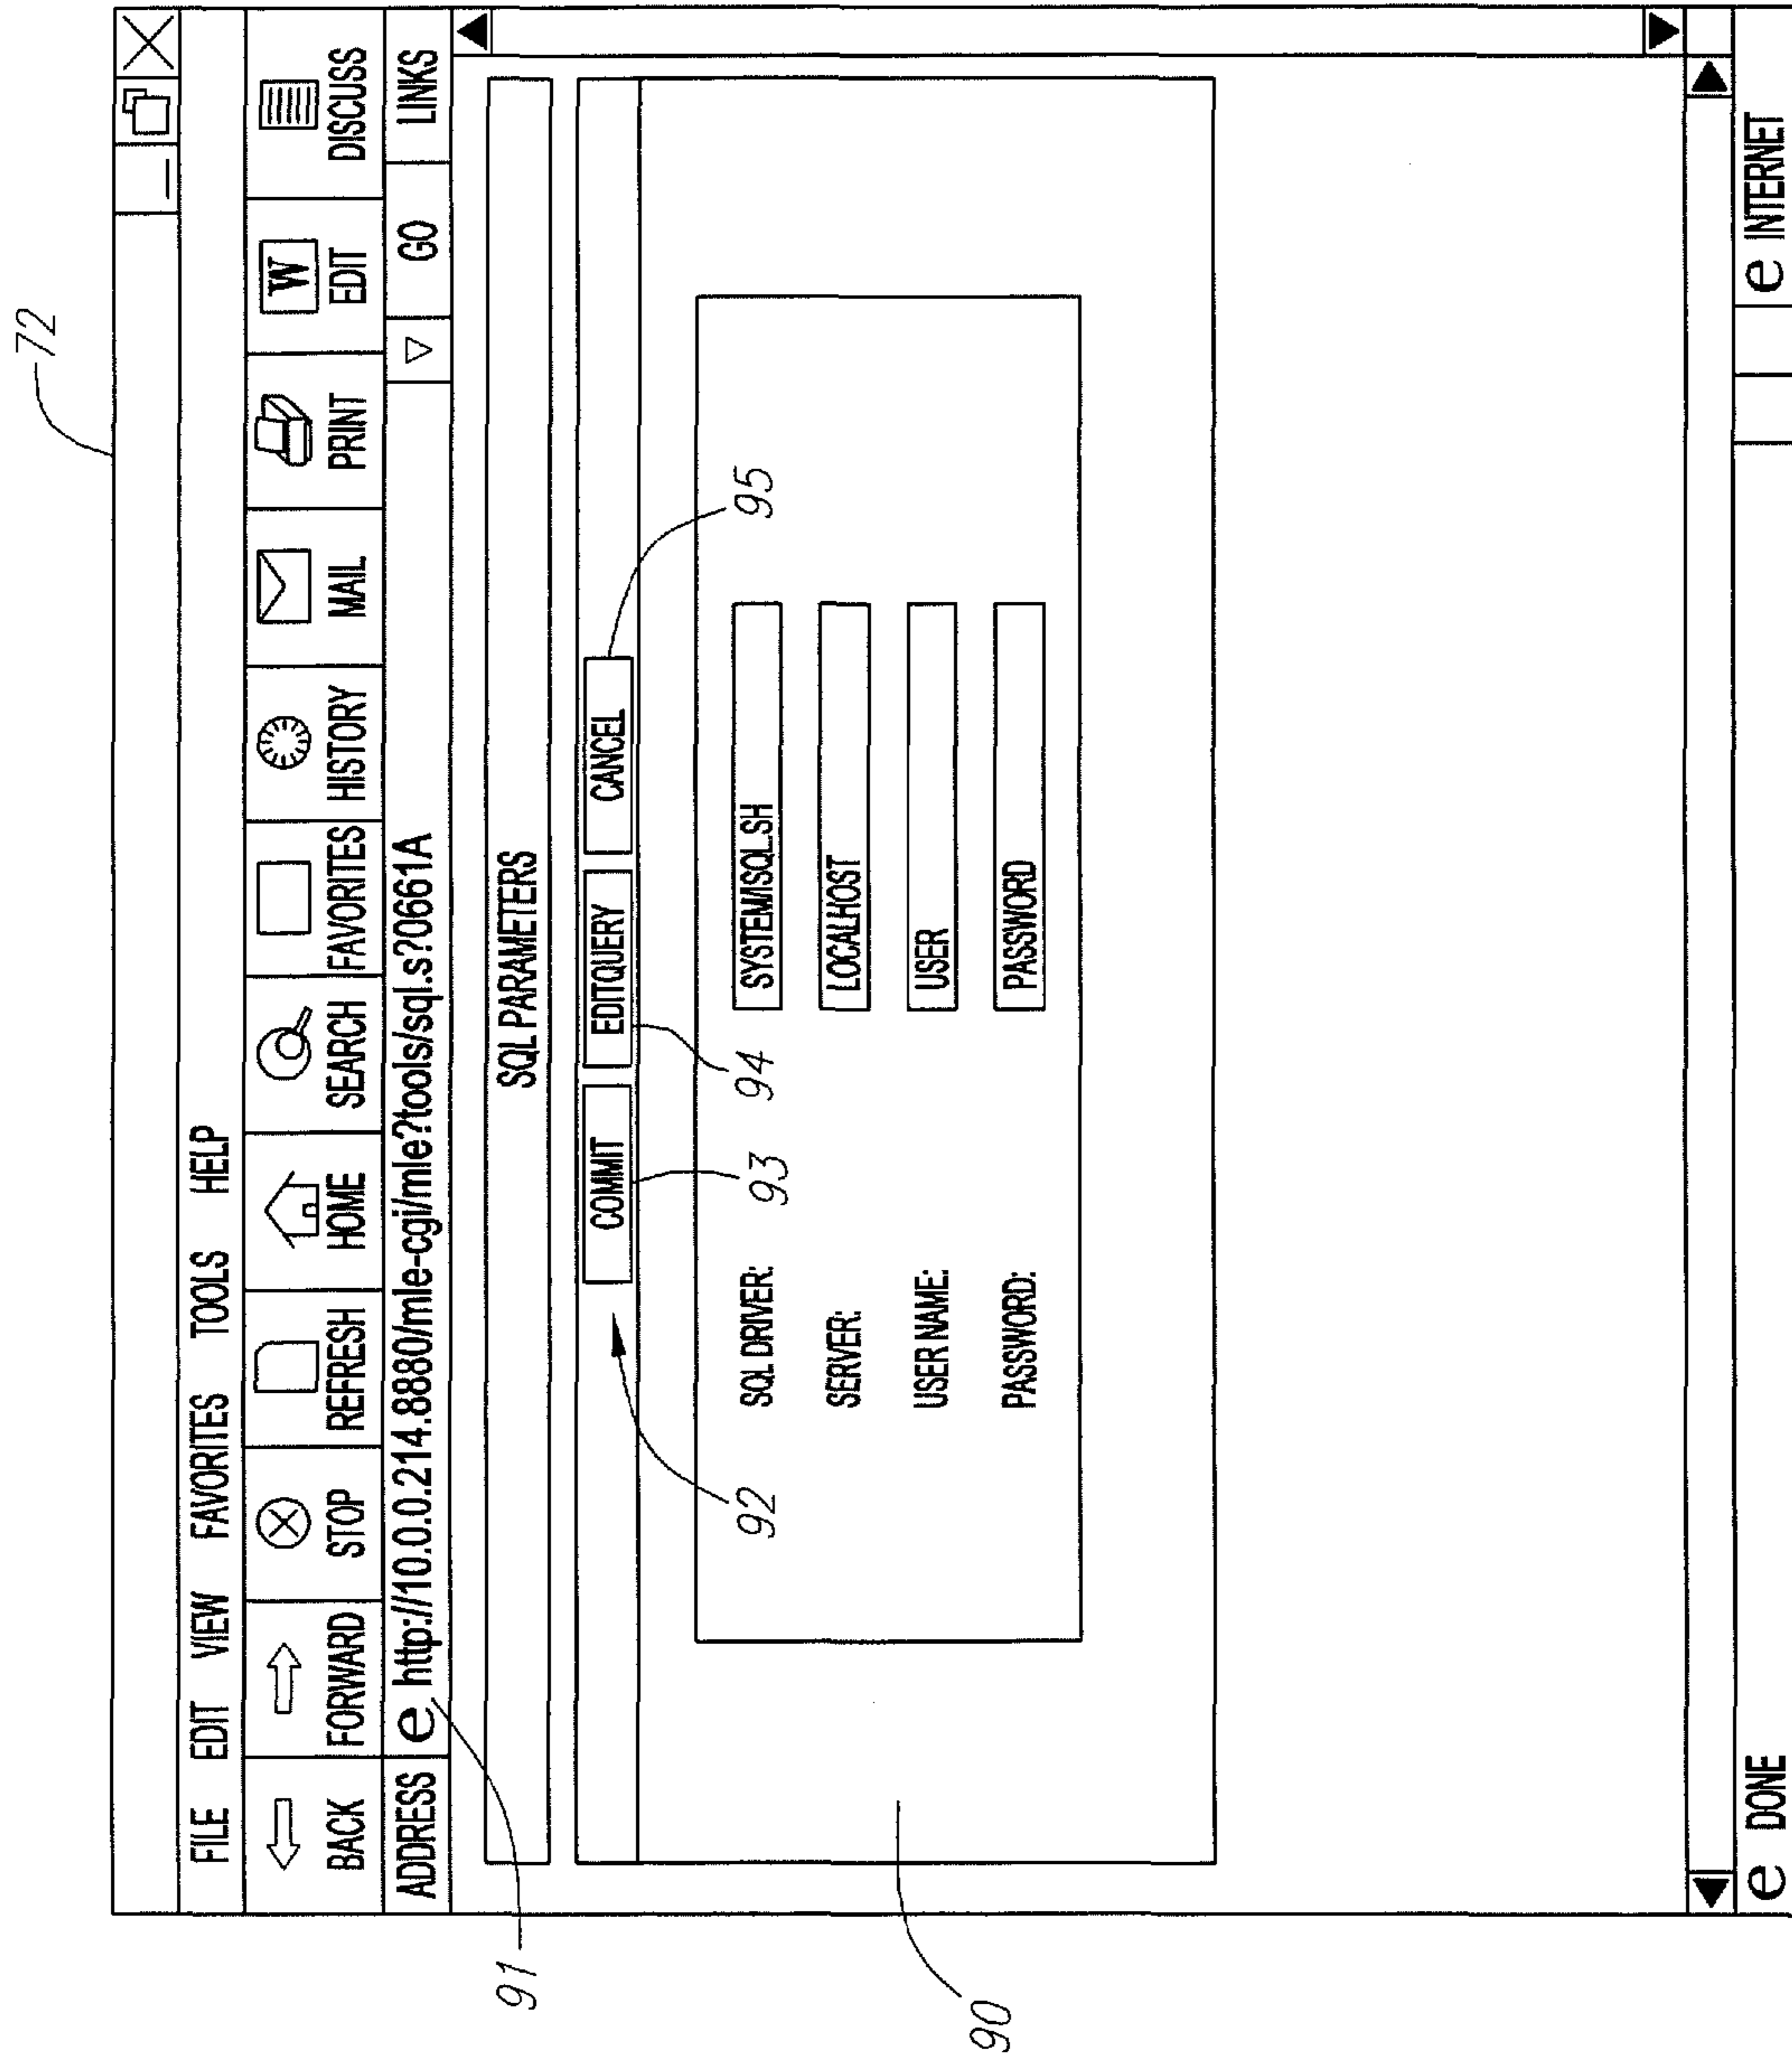 72
FILE EDIT VIEW FAVORITES TOOLS HELP
W
BACK FORWARD STOP REFRESH HOME SEARCH FAVORITES HISTORY MAIL PRINT EDIT DISCUSS
ADDRESS e http://10.0.0.214.8880/mle-cgi/mle?tools/sql.s?0661A GO LINKS
91
SQL PARAMETERS
COMMIT EDITQUERY CANCEL
92 93 94 95
SQL DRIVER: SYSTEM/ISQL.SH
SERVER: LOCALHOST
USER NAME: USER
PASSWORD: PASSWORD
90
e DONE e INTERNET